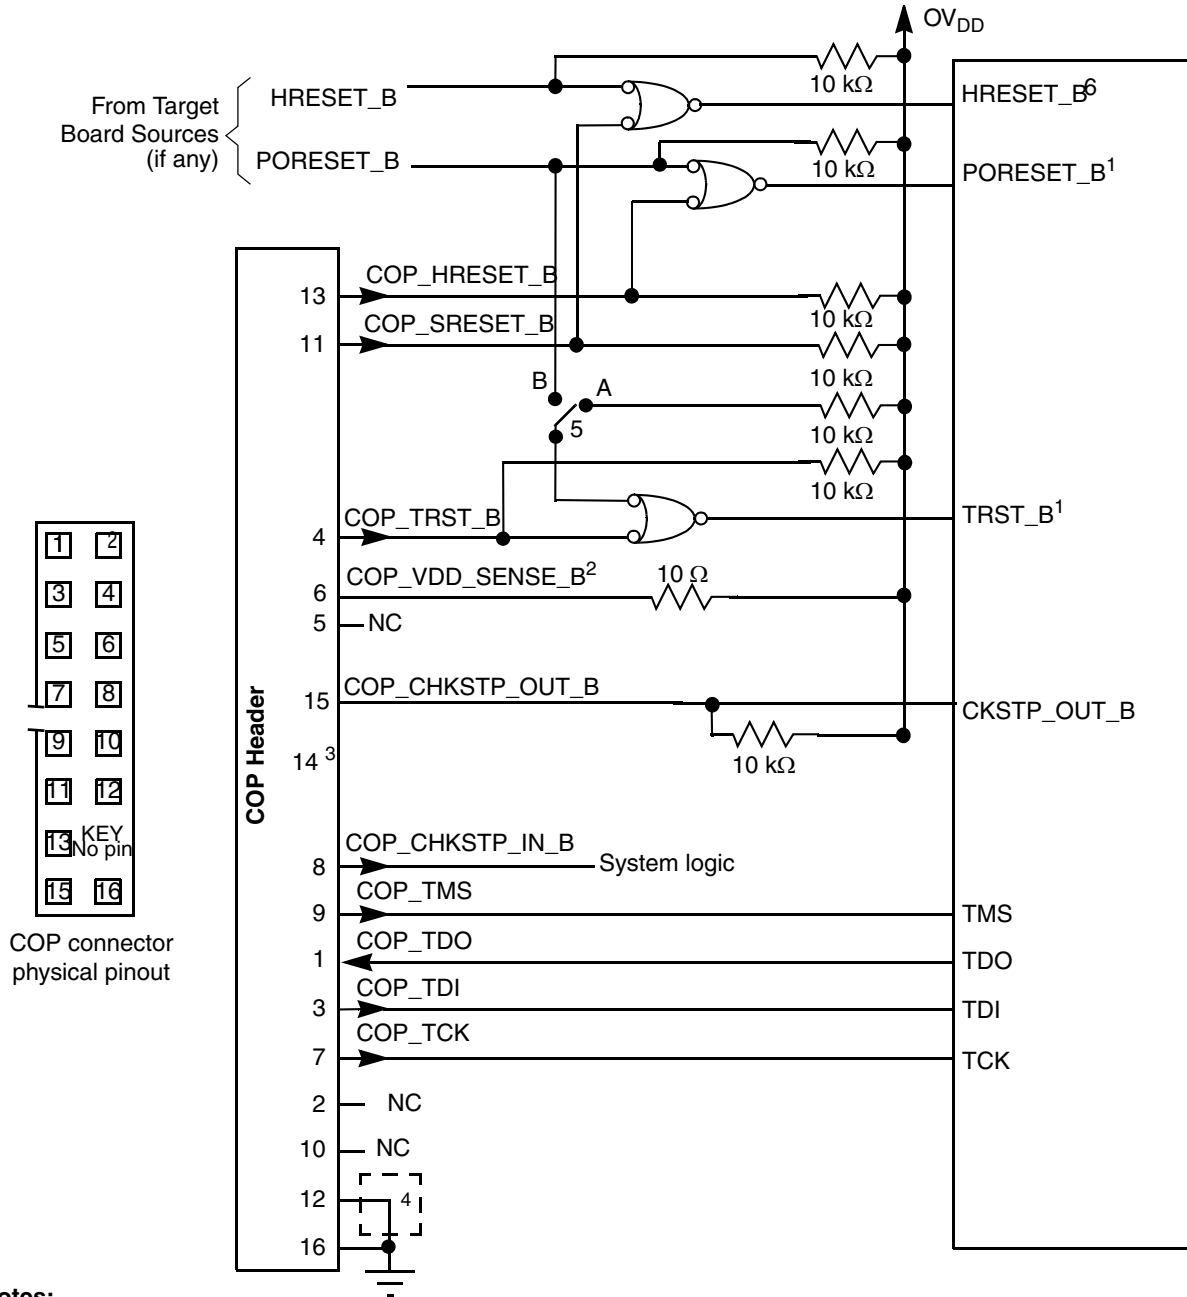 OVDD
10 kΩ
From Target
Board Sources
(if any)
HRESET_B
HRESET_B6
PORESET_B
10 kΩ
PORESET_B1
COP_HRESET_B
13
10 kΩ
COP_SRESET_B
11
10 kΩ
B
A
5
10 kΩ
10 kΩ
COP_TRST_B
4
TRST_B1
COP_VDD_SENSE_B2
10 Ω
6
5
NC
COP_CHKSTP_OUT_B
15
CKSTP_OUT_B
10 kΩ
14 3
COP Header
COP_CHKSTP_IN_B
8
System logic
COP_TMS
9
TMS
COP_TDO
1
TDO
COP_TDI
3
TDI
COP_TCK
7
TCK
2
NC
10
NC
12
4
16
1 2
3 4
5 6
7 8
9 10
11 12
13 KEY
No pin
15 16
COP connector
physical pinout